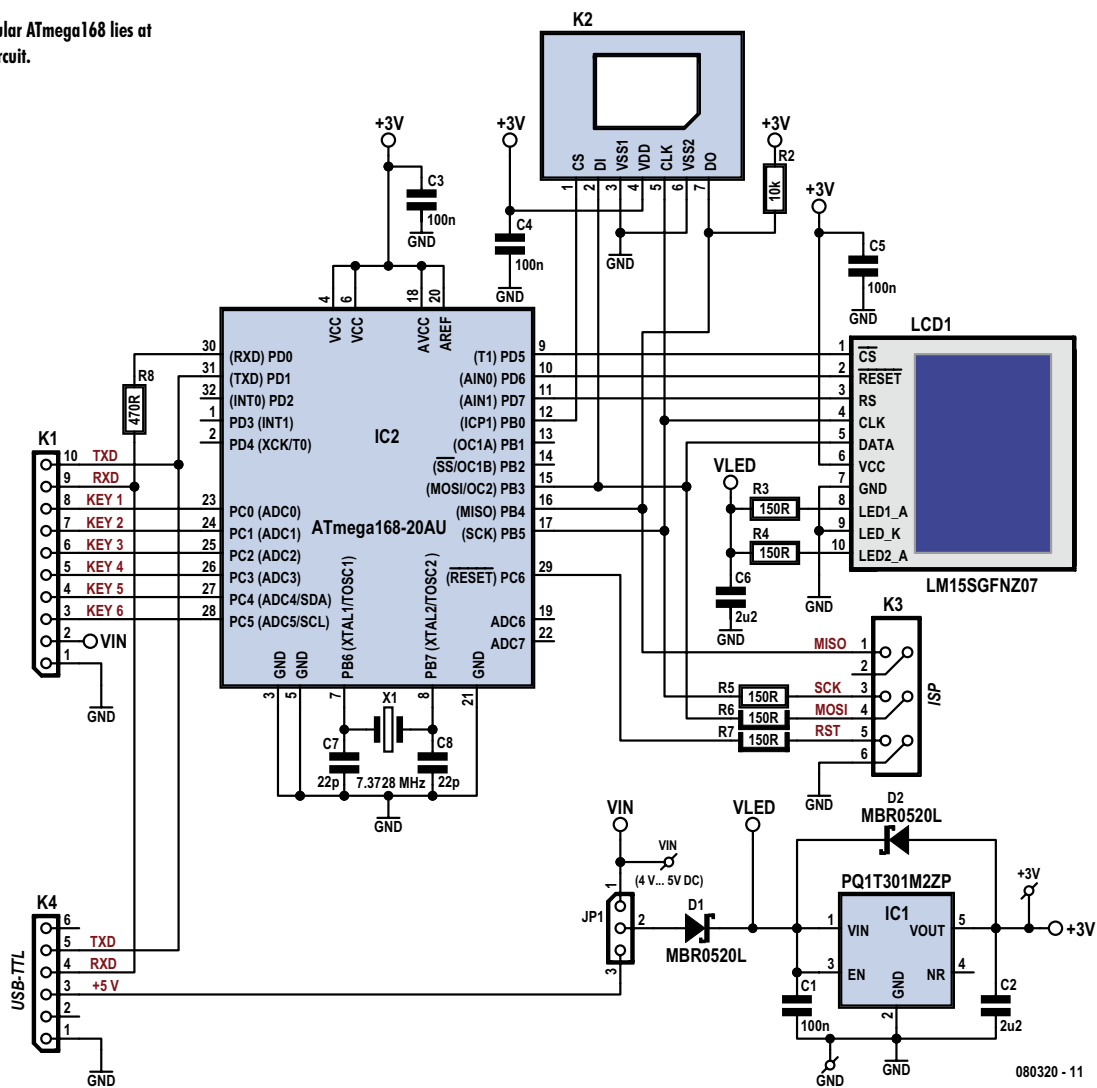 ular ATmega168 lies at
rcuit.
K2
CS
DI
VSS1
VDD
CLK
VSS2
DO
1
2
3
4
5
6
7
+3V
C3
100n
GND
+3V
C4
100n
GND
GND
+3V
R2
10k
+3V
C5
100n
GND
4
6
18
20
VCC
VCC
AVCC
AREF
30 (RXD) PD0
31 (TXD) PD1
32 (INT0) PD2
1 PD3 (INT1)
2 PD4 (XCK/T0)
23 PC0 (ADC0)
24 PC1 (ADC1)
25 PC2 (ADC2)
26 PC3 (ADC3)
27 PC4 (ADC4/SDA)
28 PC5 (ADC5/SCL)
IC2
ATmega168-20AU
(T1) PD5 9
(AIN0) PD6 10
(AIN1) PD7 11
(ICP1) PB0 12
(OC1A) PB1 13
(SS/OC1B) PB2 14
(MOSI/OC2) PB3 15
(MISO) PB4 16
(SCK) PB5 17
(RESET) PC6 29
ADC6 19
ADC7 22
GND
GND
PB6 (XTAL1/TOSC1)
PB7 (XTAL2/TOSC2)
GND
3
5
7
8
21
X1
C7
22p
7.3728 MHz
C8
22p
GND
R8
470R
K1
10 TXD
9 RXD
8 KEY 1
7 KEY 2
6 KEY 3
5 KEY 4
4 KEY 5
3 KEY 6
2 VIN
1
GND
LCD1
1 CS
2 RESET
3 RS
4 CLK
5 DATA
6 VCC
7 GND
8 LED1_A
9 LED_K
10 LED2_A
LM15SGFNZ07
VLED
R3
150R
R4
150R
C6
2u2
GND
GND
K3
MISO 1
2
R5 150R SCK 3
R6 150R MOSI 4
R7 150R RST 5
6
ISP
GND
K4
6
5 TXD
4 RXD
3 +5 V
2
1
USB-TTL
GND
VIN
VIN
(4 V... 5V DC)
JP1
1
2
3
D1
MBR0520L
VLED
D2
MBR0520L
PQ1T301M2ZP
IC1
1 VIN
3 EN
VOUT 5
NR 4
GND
2
C1
100n
GND
GND
C2
2u2
+3V
+3V
080320 - 11